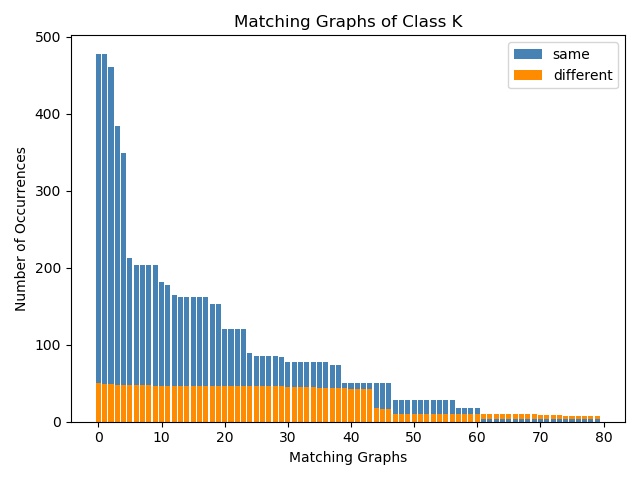 Matching Graphs of Class K
same
different
Number of Occurrences
500
400
300
200
100
0
0 10 20 30 40 50 60 70 80
Matching Graphs